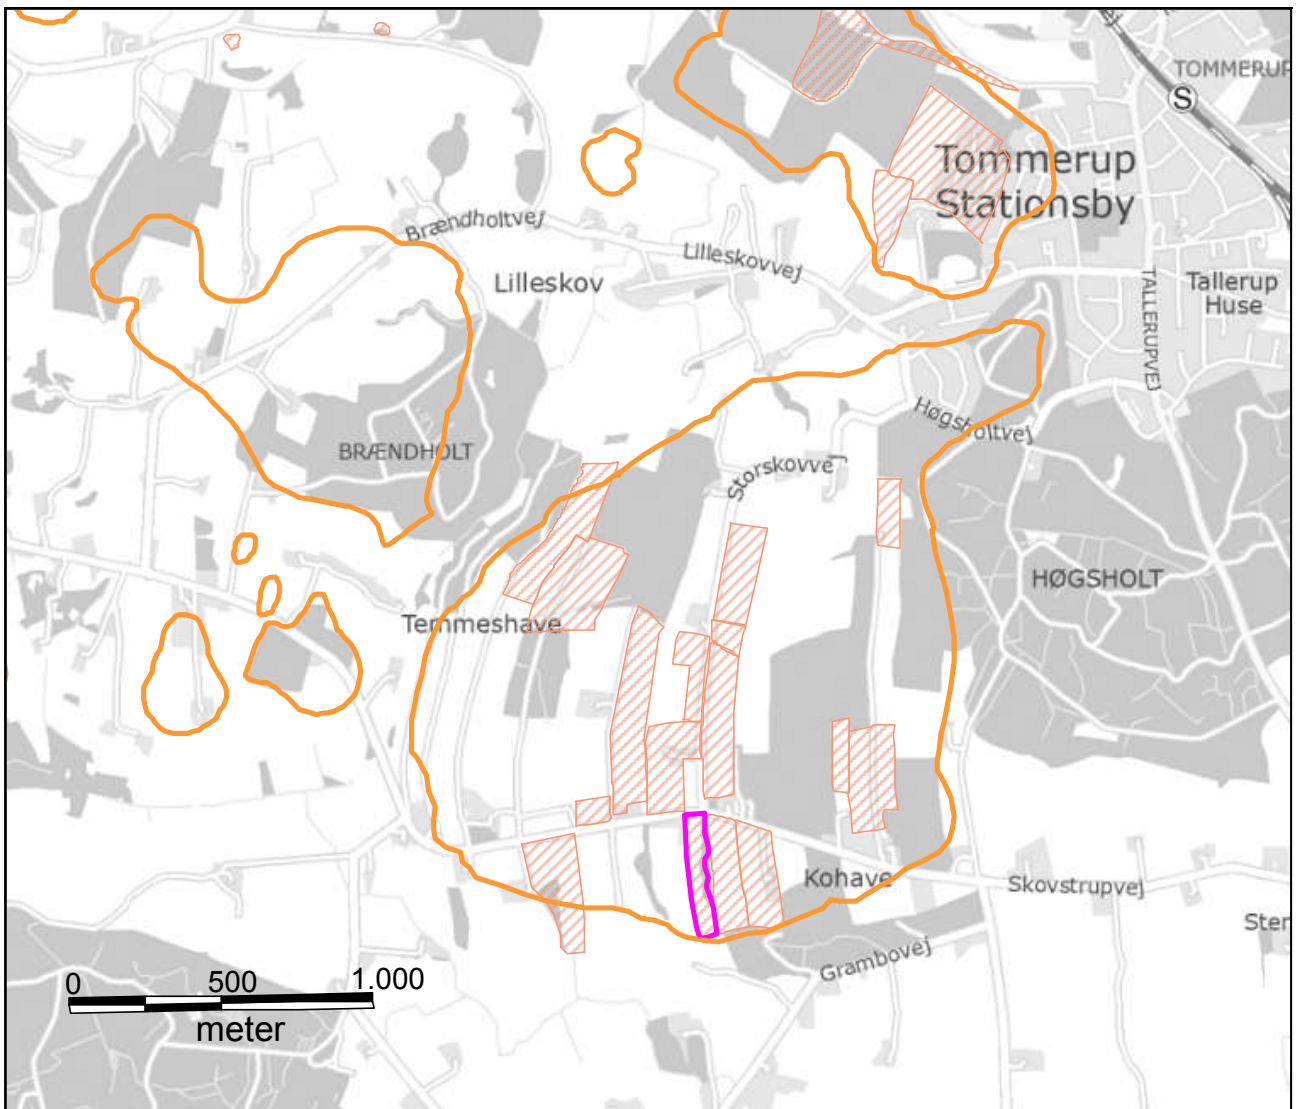 TOMMERUP
S
Tommerup
Stationsby
Brændholtvej
Lilleskovvej
Lilleskov
Tallerup
Huse
TALLERUPVEJ
Høgsholtvej
BRÆNDHOLT
Storskovvej
HØGSHOLT
Temmeshave
Kohave
Skovstrupvej
Ster
Grambovej
0 500 1.000
meter